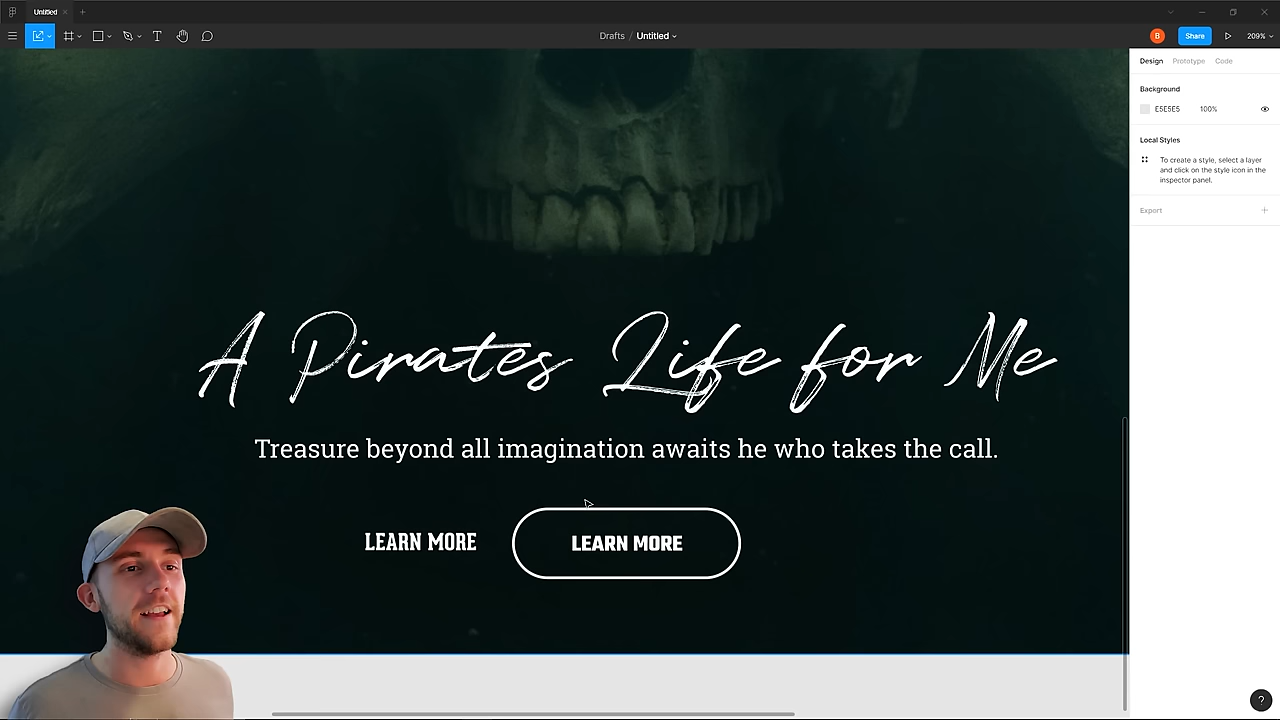 Untitled
Drafts / Untitled
B
Share
209%
Design Prototype Code
Background
E5E5E5 100%
Local Styles
To create a style, select a layer
and click on the style icon in the
inspector panel.
Export
A Pirates Life for Me
Treasure beyond all imagination awaits he who takes the call.
LEARN MORE
LEARN MORE
?